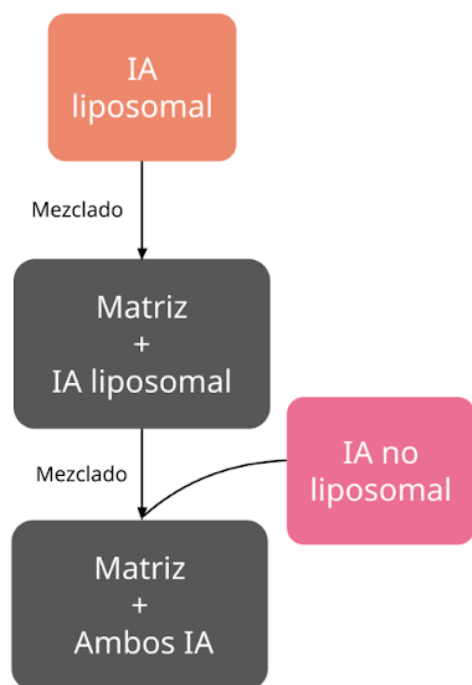 IA
liposomal
Mezclado
Matriz
+
IA liposomal
Mezclado
IA no
liposomal
Matriz
+
Ambos IA